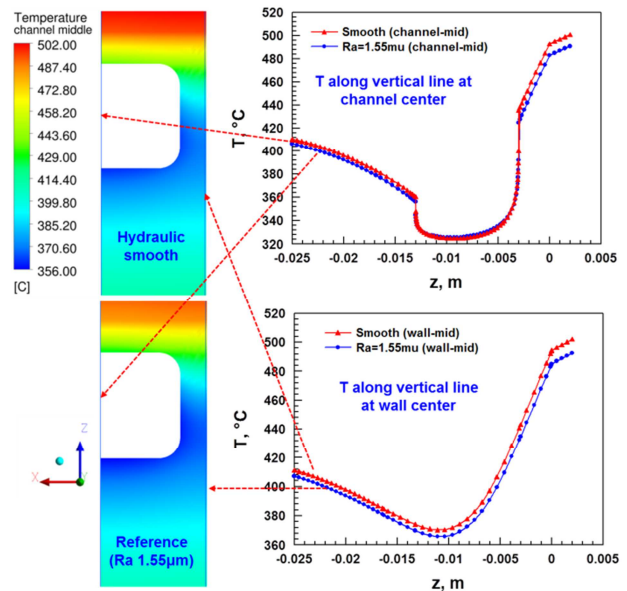 Temperature
channel middle
502.00
487.40
472.80
458.20
443.60
429.00
414.40
399.80
385.20
370.60
356.00
[C]
Hydraulic
smooth
Reference
(Ra 1.55µm)
Z
X
Smooth (channel-mid)
Ra=1.55mu (channel-mid)
T along vertical line at
channel center
T, °C
520
500
480
460
440
420
400
380
360
340
320
-0.025 -0.02 -0.015 -0.01 -0.005 0 0.005
z, m
Smooth (wall-mid)
Ra=1.55mu (wall-mid)
T along vertical line
at wall center
T, °C
520
500
480
460
440
420
400
380
360
-0.025 -0.02 -0.015 -0.01 -0.005 0 0.005
z, m